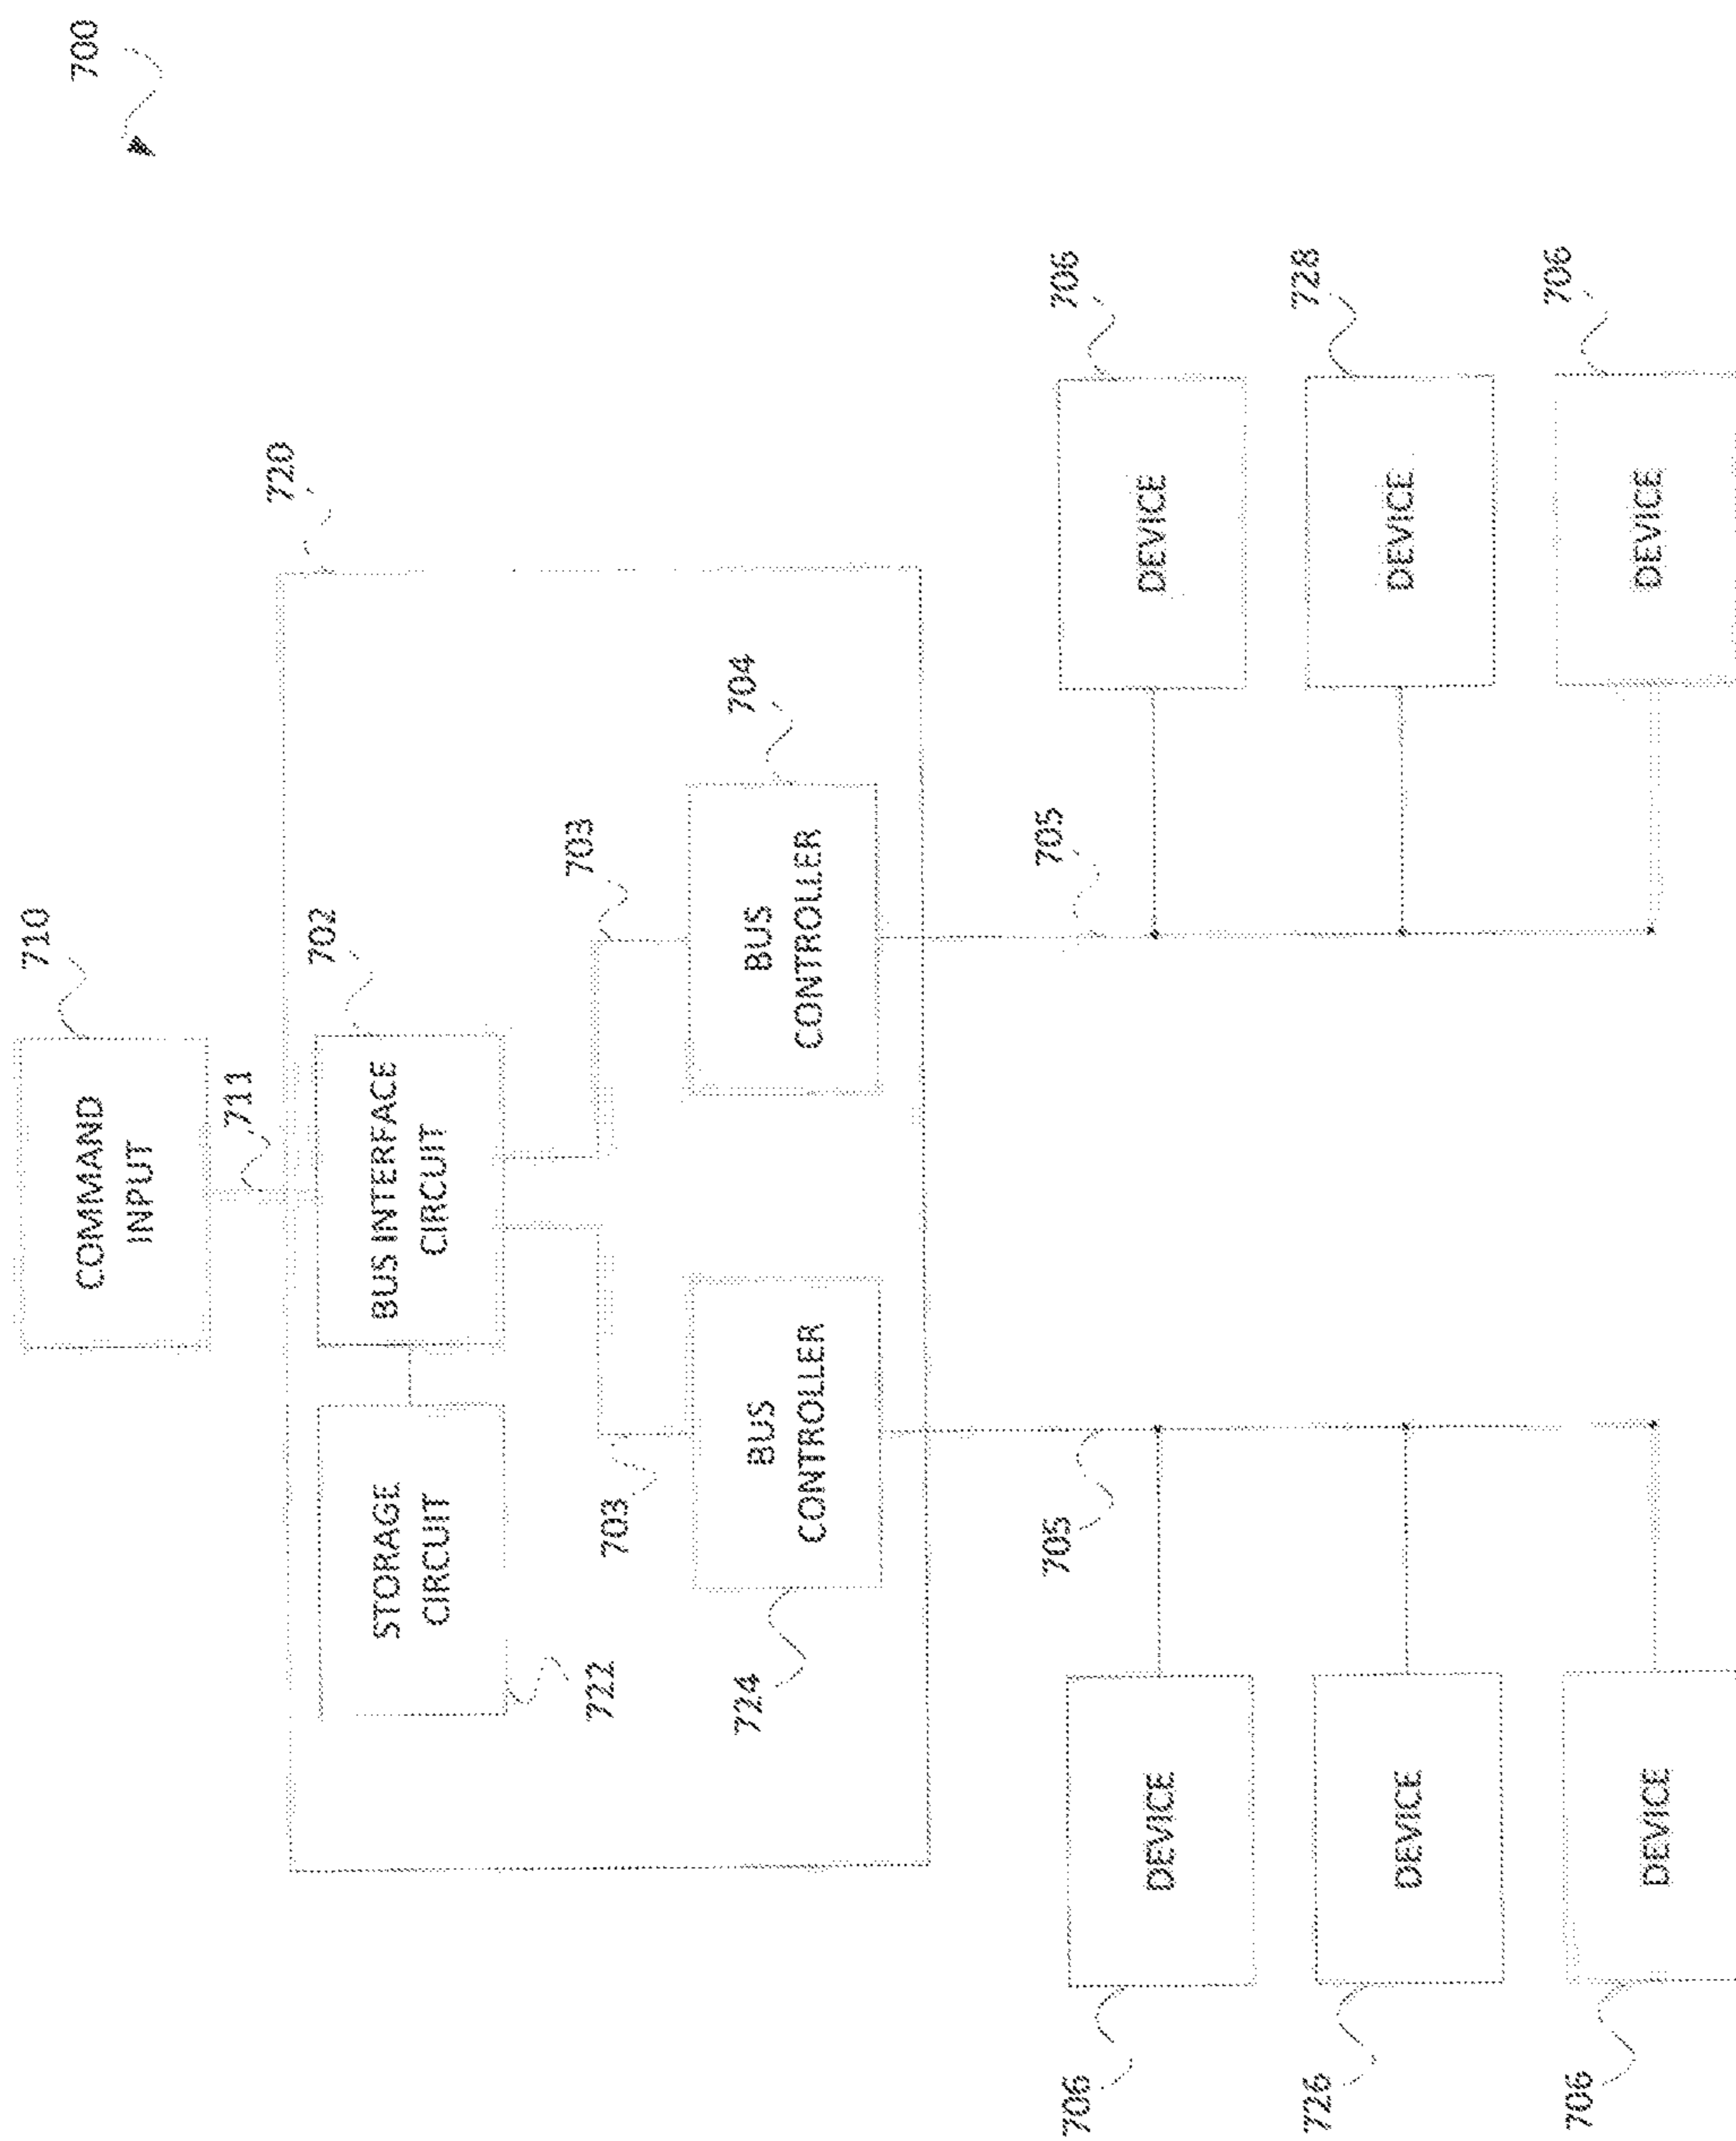 700
710
COMMAND
INPUT
711
720
702
BUS INTERFACE
CIRCUIT
STORAGE
CIRCUIT
722
703
703
704
BUS
CONTROLLER
BUS
CONTROLLER
724
705
705
706
DEVICE
728
DEVICE
706
DEVICE
DEVICE
706
DEVICE
726
DEVICE
706